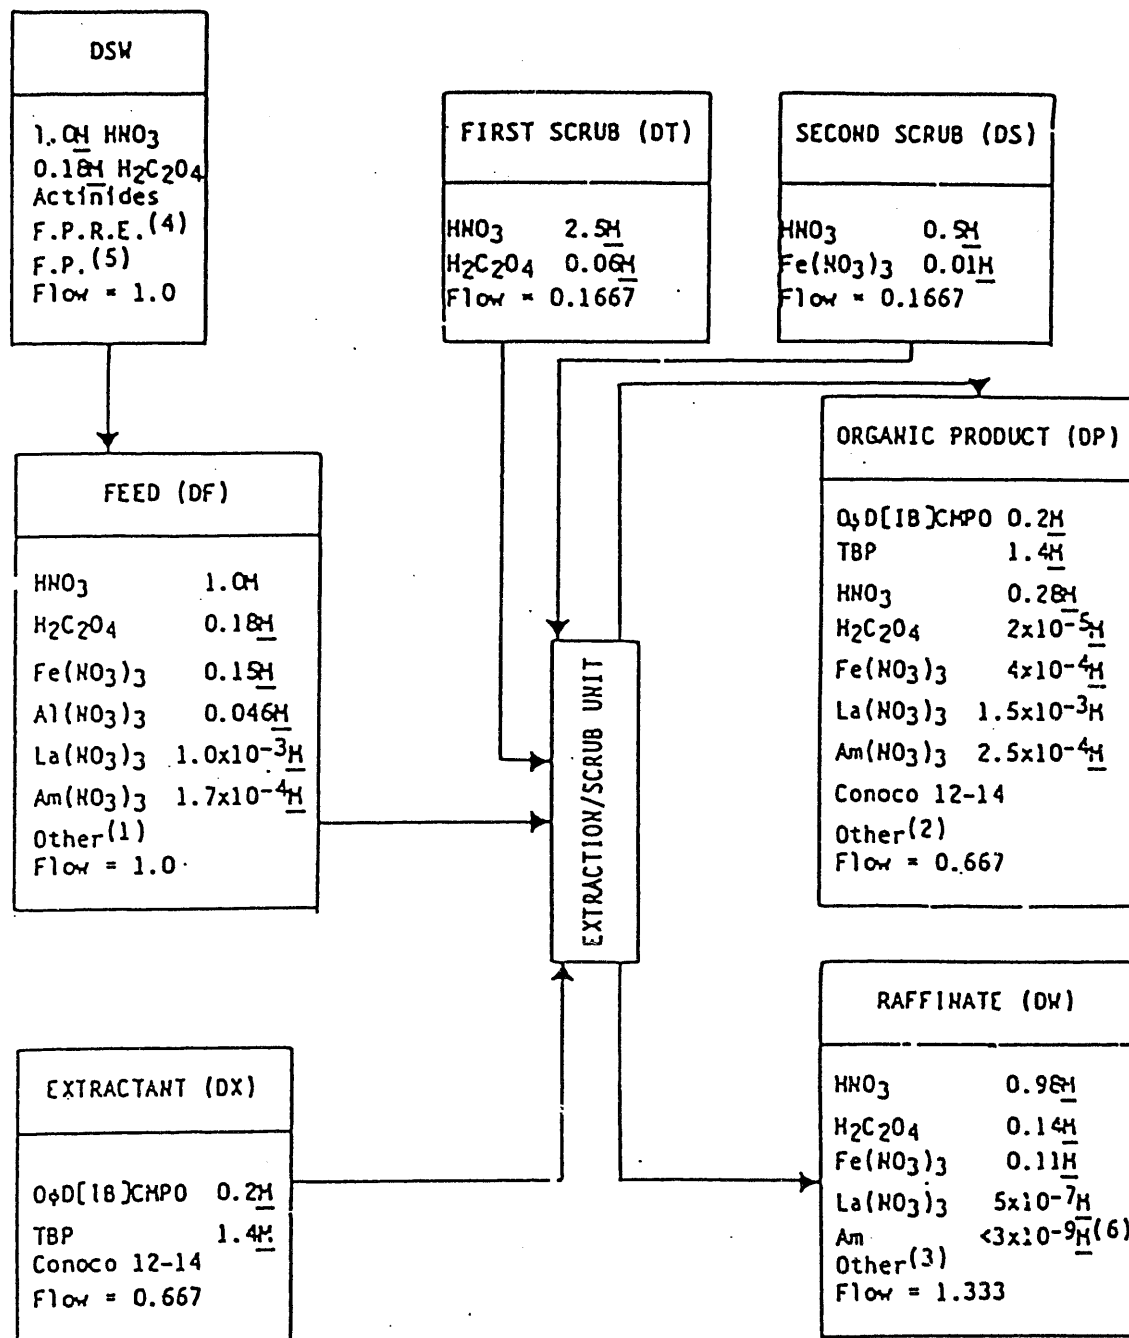 DSW
1.0M HNO3
0.18M H2C2O4
Actinides
F.P.R.E.(4)
F.P.(5)
Flow = 1.0
FIRST SCRUB (DT)
HNO3 2.5M
H2C2O4 0.06M
Flow = 0.1667
SECOND SCRUB (DS)
HNO3 0.5M
Fe(NO3)3 0.01M
Flow = 0.1667
FEED (DF)
HNO3 1.0M
H2C2O4 0.18M
Fe(NO3)3 0.15M
Al(NO3)3 0.046M
La(NO3)3 1.0x10-3M
Am(NO3)3 1.7x10-4M
Other(1)
Flow = 1.0
EXTRACTION/SCRUB UNIT
ORGANIC PRODUCT (DP)
OϕD[IB]CMPO 0.2M
TBP 1.4M
HNO3 0.28M
H2C2O4 2x10-5M
Fe(NO3)3 4x10-4M
La(NO3)3 1.5x10-3M
Am(NO3)3 2.5x10-4M
Conoco 12-14
Other(2)
Flow = 0.667
EXTRACTANT (DX)
OϕD[IB]CMPO 0.2M
TBP 1.4M
Conoco 12-14
Flow = 0.667
RAFFINATE (DW)
HNO3 0.98M
H2C2O4 0.14M
Fe(NO3)3 0.11M
La(NO3)3 5x10-7M
Am <3x10-9M(6)
Other(3)
Flow = 1.333